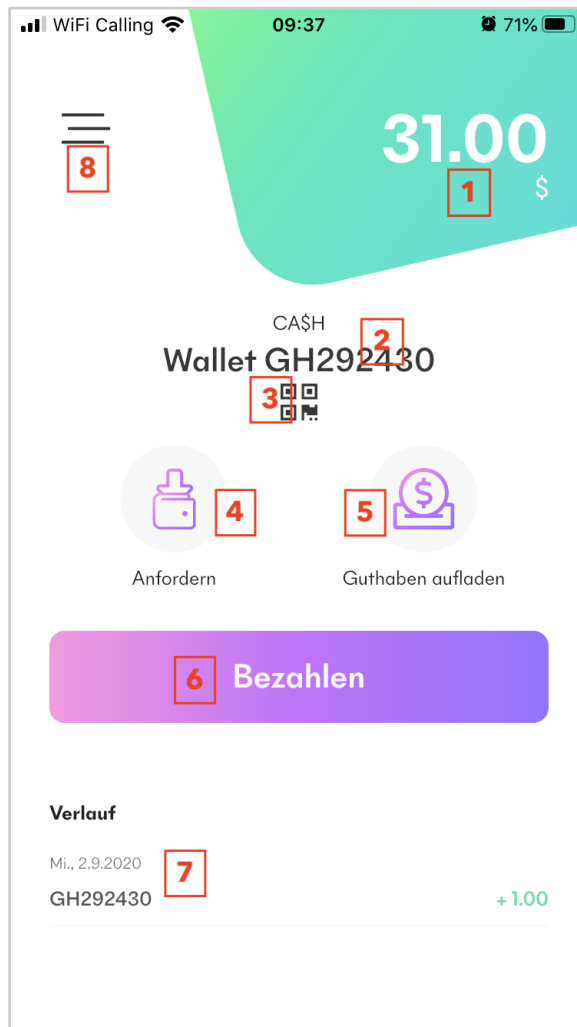 WiFi Calling 09:37 71%
31.00
8
1 $
CA$H
2
Wallet GH292430
3
4
5
$
Anfordern Guthaben aufladen
6 Bezahlen
Verlauf
Mi., 2.9.2020
7
GH292430 + 1.00